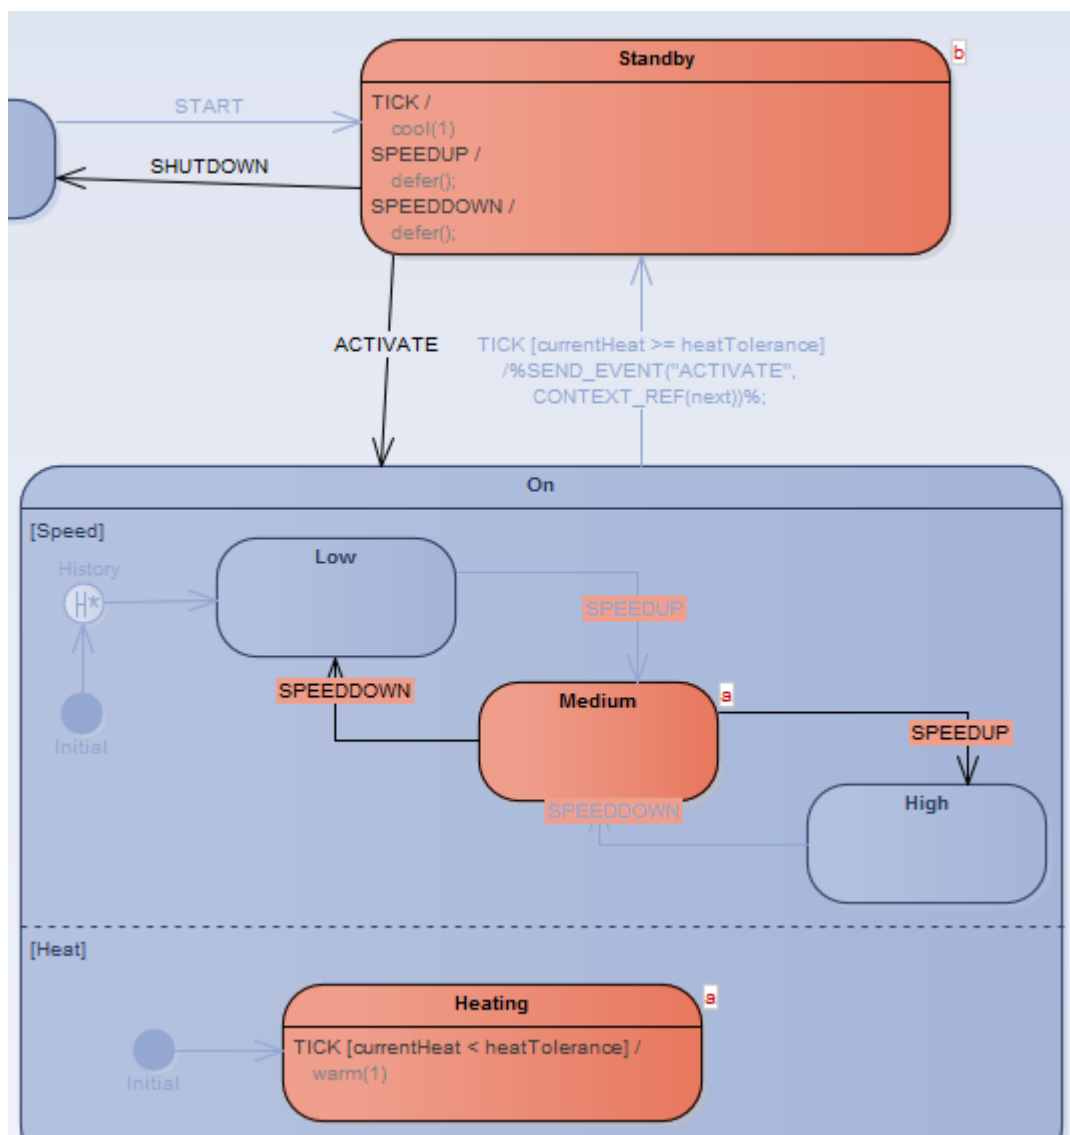 Standby
b
START
TICK /
cool(1)
SPEEDUP /
defer();
SPEEDDOWN /
defer();
SHUTDOWN
ACTIVATE
TICK [currentHeat >= heatTolerance]
/%SEND_EVENT("ACTIVATE",
CONTEXT_REF(next))%;
On
[Speed]
History
H*
Low
SPEEDUP
SPEEDDOWN
Medium
a
Initial
SPEEDUP
SPEEDDOWN
High
[Heat]
Heating
a
TICK [currentHeat < heatTolerance] /
warm(1)
Initial